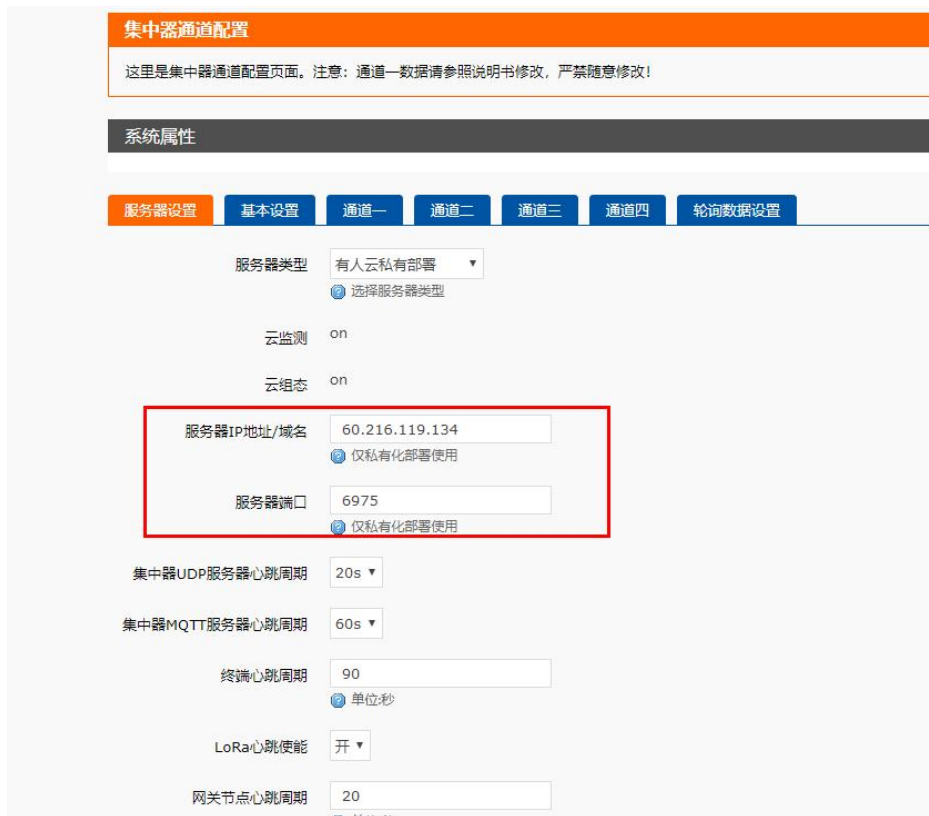 集中器通道配置
这里是集中器通道配置页面。注意：通道一数据请参照说明书修改，严禁随意修改！
系统属性
服务器设置 基本设置 通道一 通道二 通道三 通道四 轮询数据设置
服务器类型 有人云私有部署
选择服务器类型
云监测 on
云组态 on
服务器IP地址/域名 60.216.119.134
仅私有化部署使用
服务器端口 6975
仅私有化部署使用
集中器UDP服务器心跳周期 20s
集中器MQTT服务器心跳周期 60s
终端心跳周期 90
单位:秒
LoRa心跳使能 开
网关节点心跳周期 20